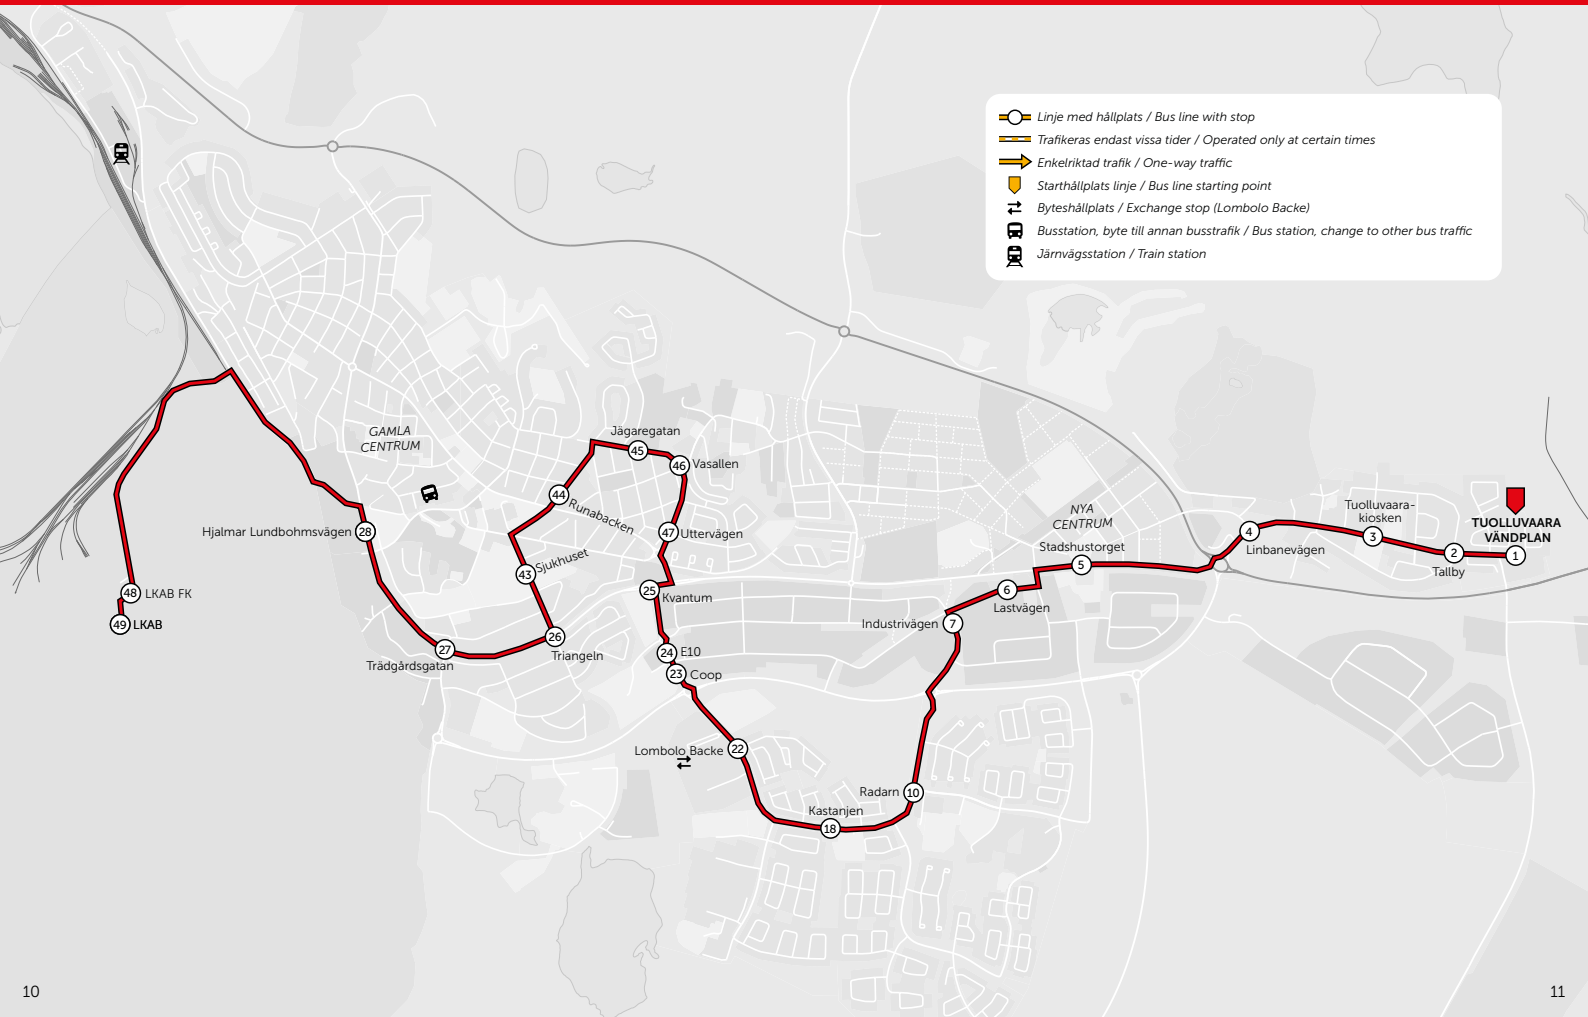 Linje med hållplats / Bus line with stop
Trafikeras endast vissa tider / Operated only at certain times
Enkelriktad trafik / One-way traffic
Starthållplats linje / Bus line starting point
Byteshållplats / Exchange stop (Lombolo Backe)
Busstation, byte till annan busstrafik / Bus station, change to other bus traffic
Järnvägsstation / Train station
GAMLA
CENTRUM
Jägaregatan
45
46 Vasallen
44
Runabacken
47 Uttervägen
Hjalmar Lundbohmsvägen 28
43 Sjukhuset
25
Kvantum
48 LKAB FK
49 LKAB
26
Triangeln
27
Trädgårdsgatan
24 E10
23 Coop
Lombolo Backe 22
Kastanjen
18
Radarn 10
Industrivägen 7
6
Lastvägen
NYA
CENTRUM
Stadshustorget
5
4
Linbanevägen
Tuolluvaara-
kiosken
3
2
Tallby
TUOLLUVAARA
VÄNDPLAN
1
10
11